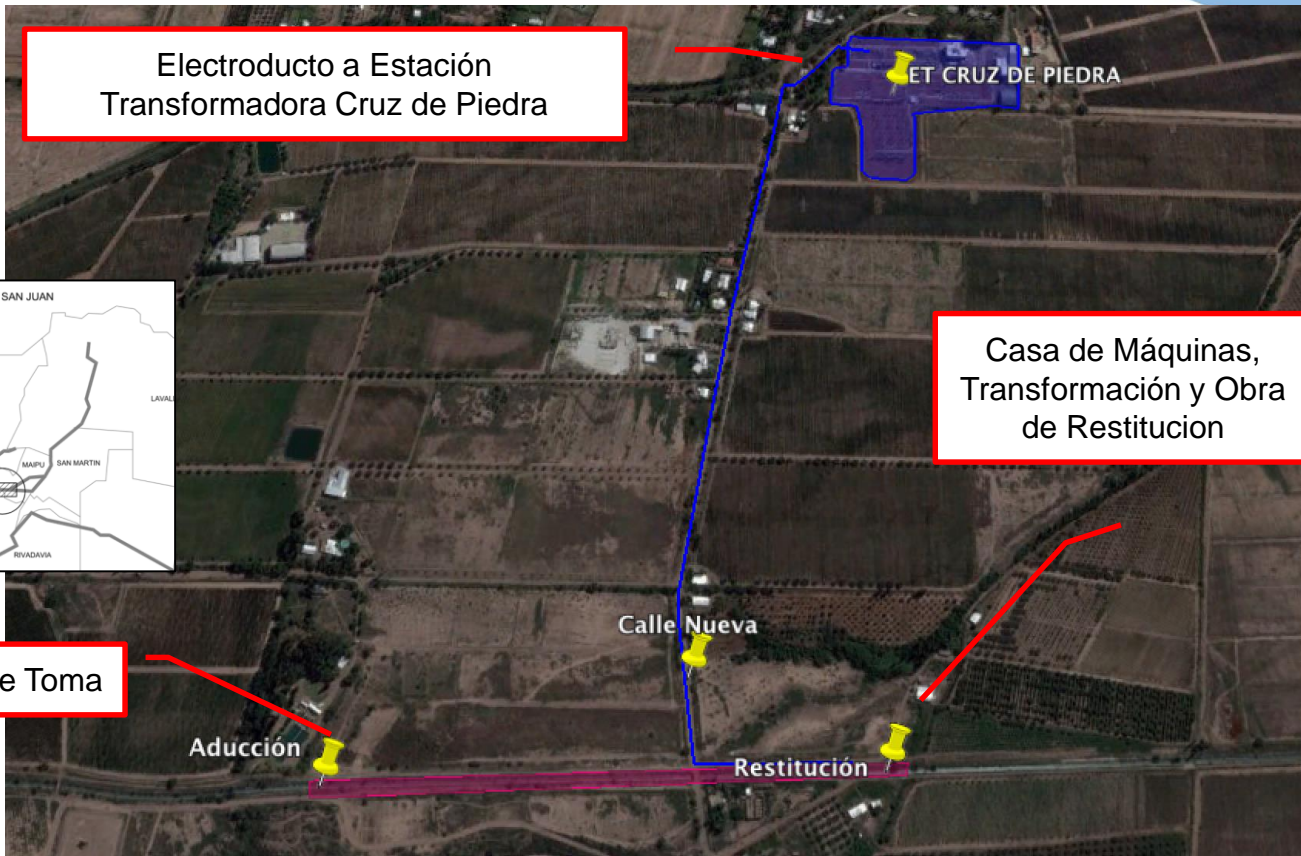 Electroducto a Estación
Transformadora Cruz de Piedra
ET CRUZ DE PIEDRA
SAN JUAN
MAIPU
SAN MARTIN
RIVADAVIA
Casa de Máquinas,
Transformación y Obra
de Restitucion
Calle Nueva
e Toma
Aducción
Restitución